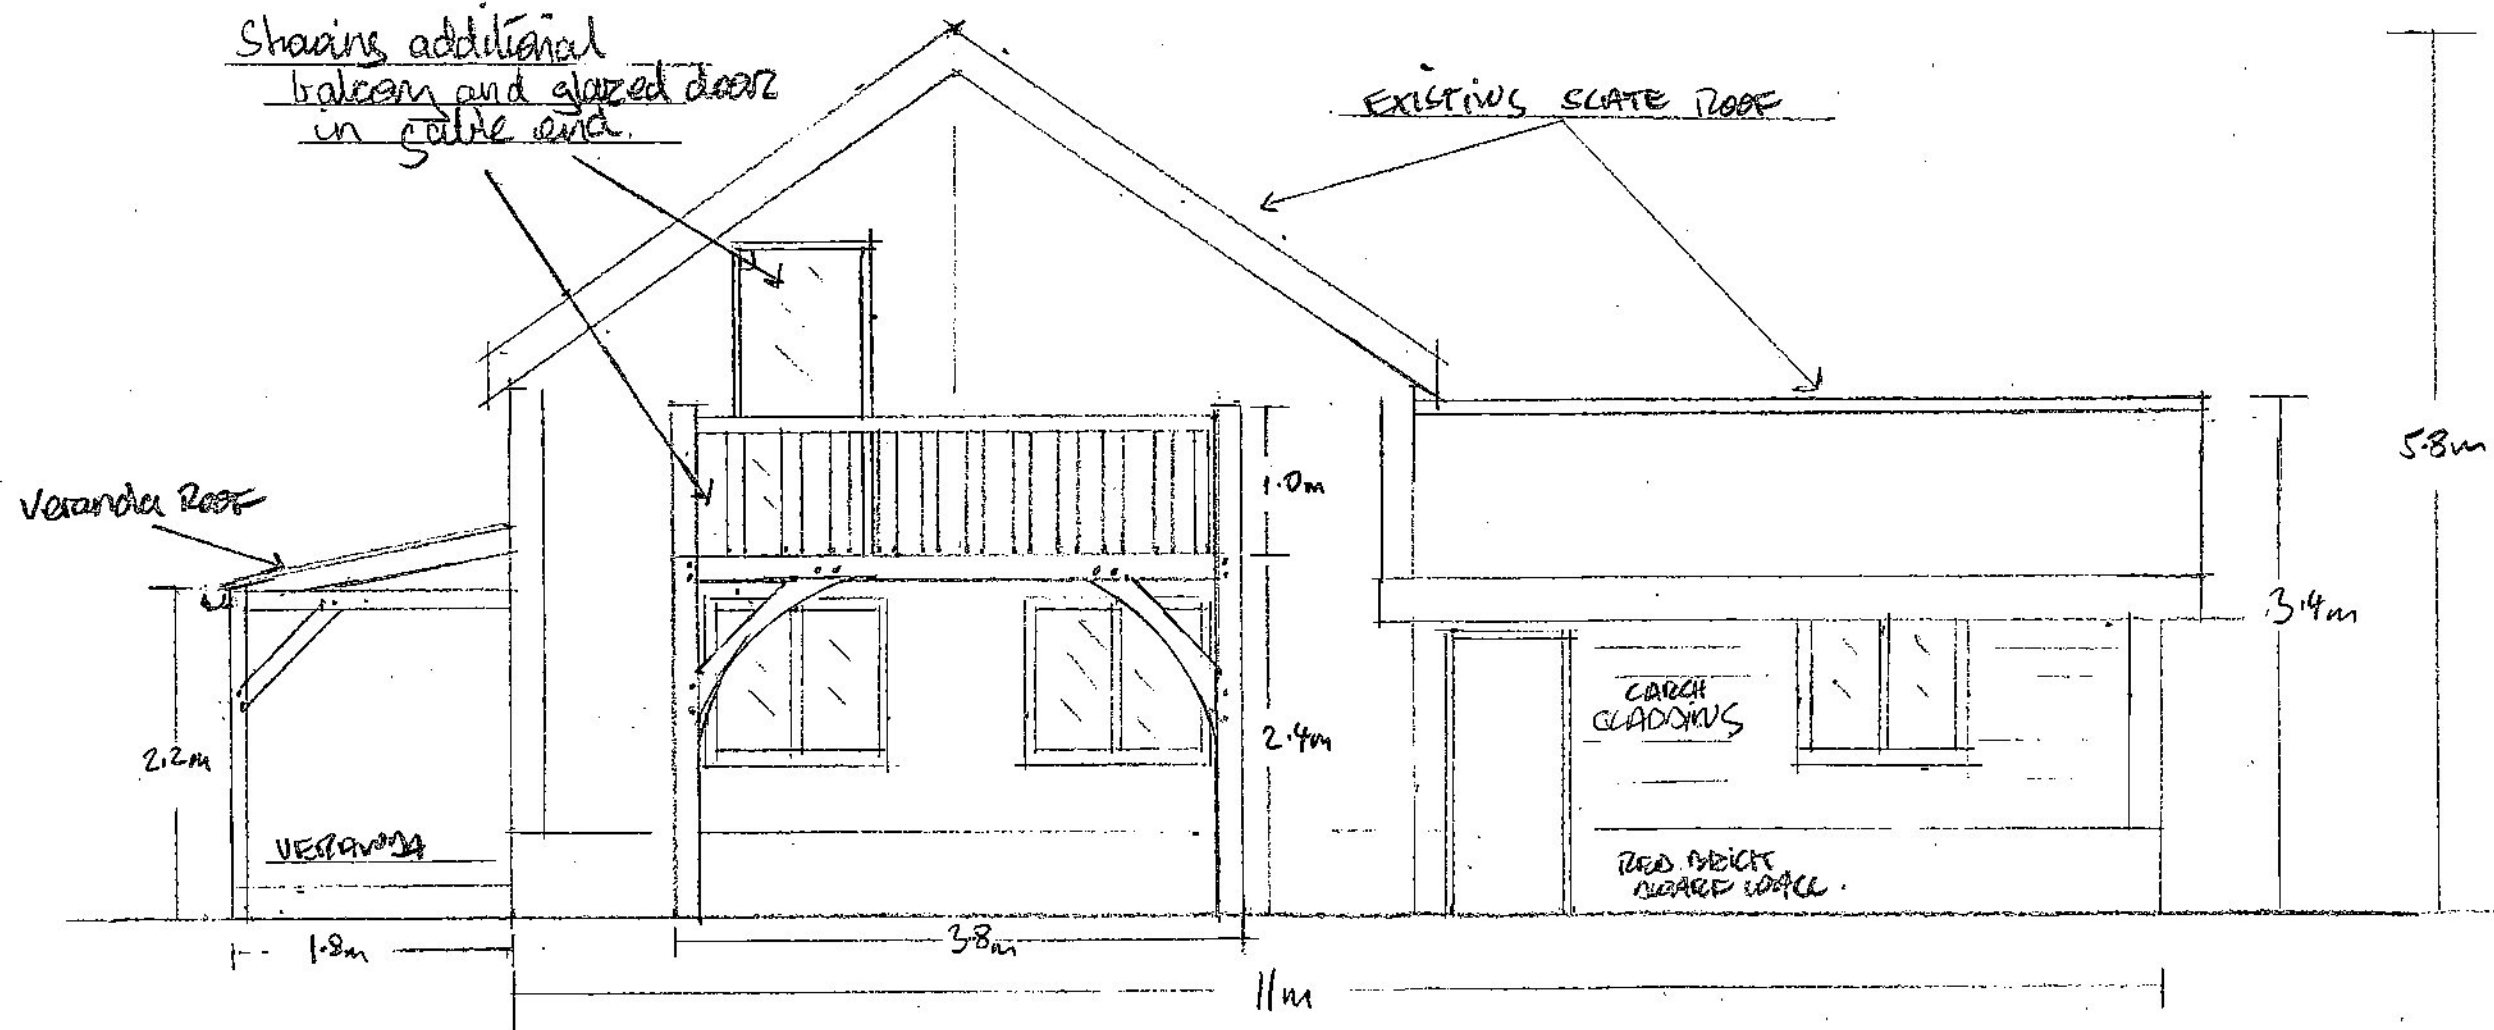 Showing additional
balcony and glazed door
in gable end.
EXISTING SLATE ROOF
5.8m
1.0m
Veranda ROOF
3.4m
LARCH
CLADDING
2.4m
2.2m
VERANDA
RED BRICK
DWARF WALL.
1.8m
3.8m
11m